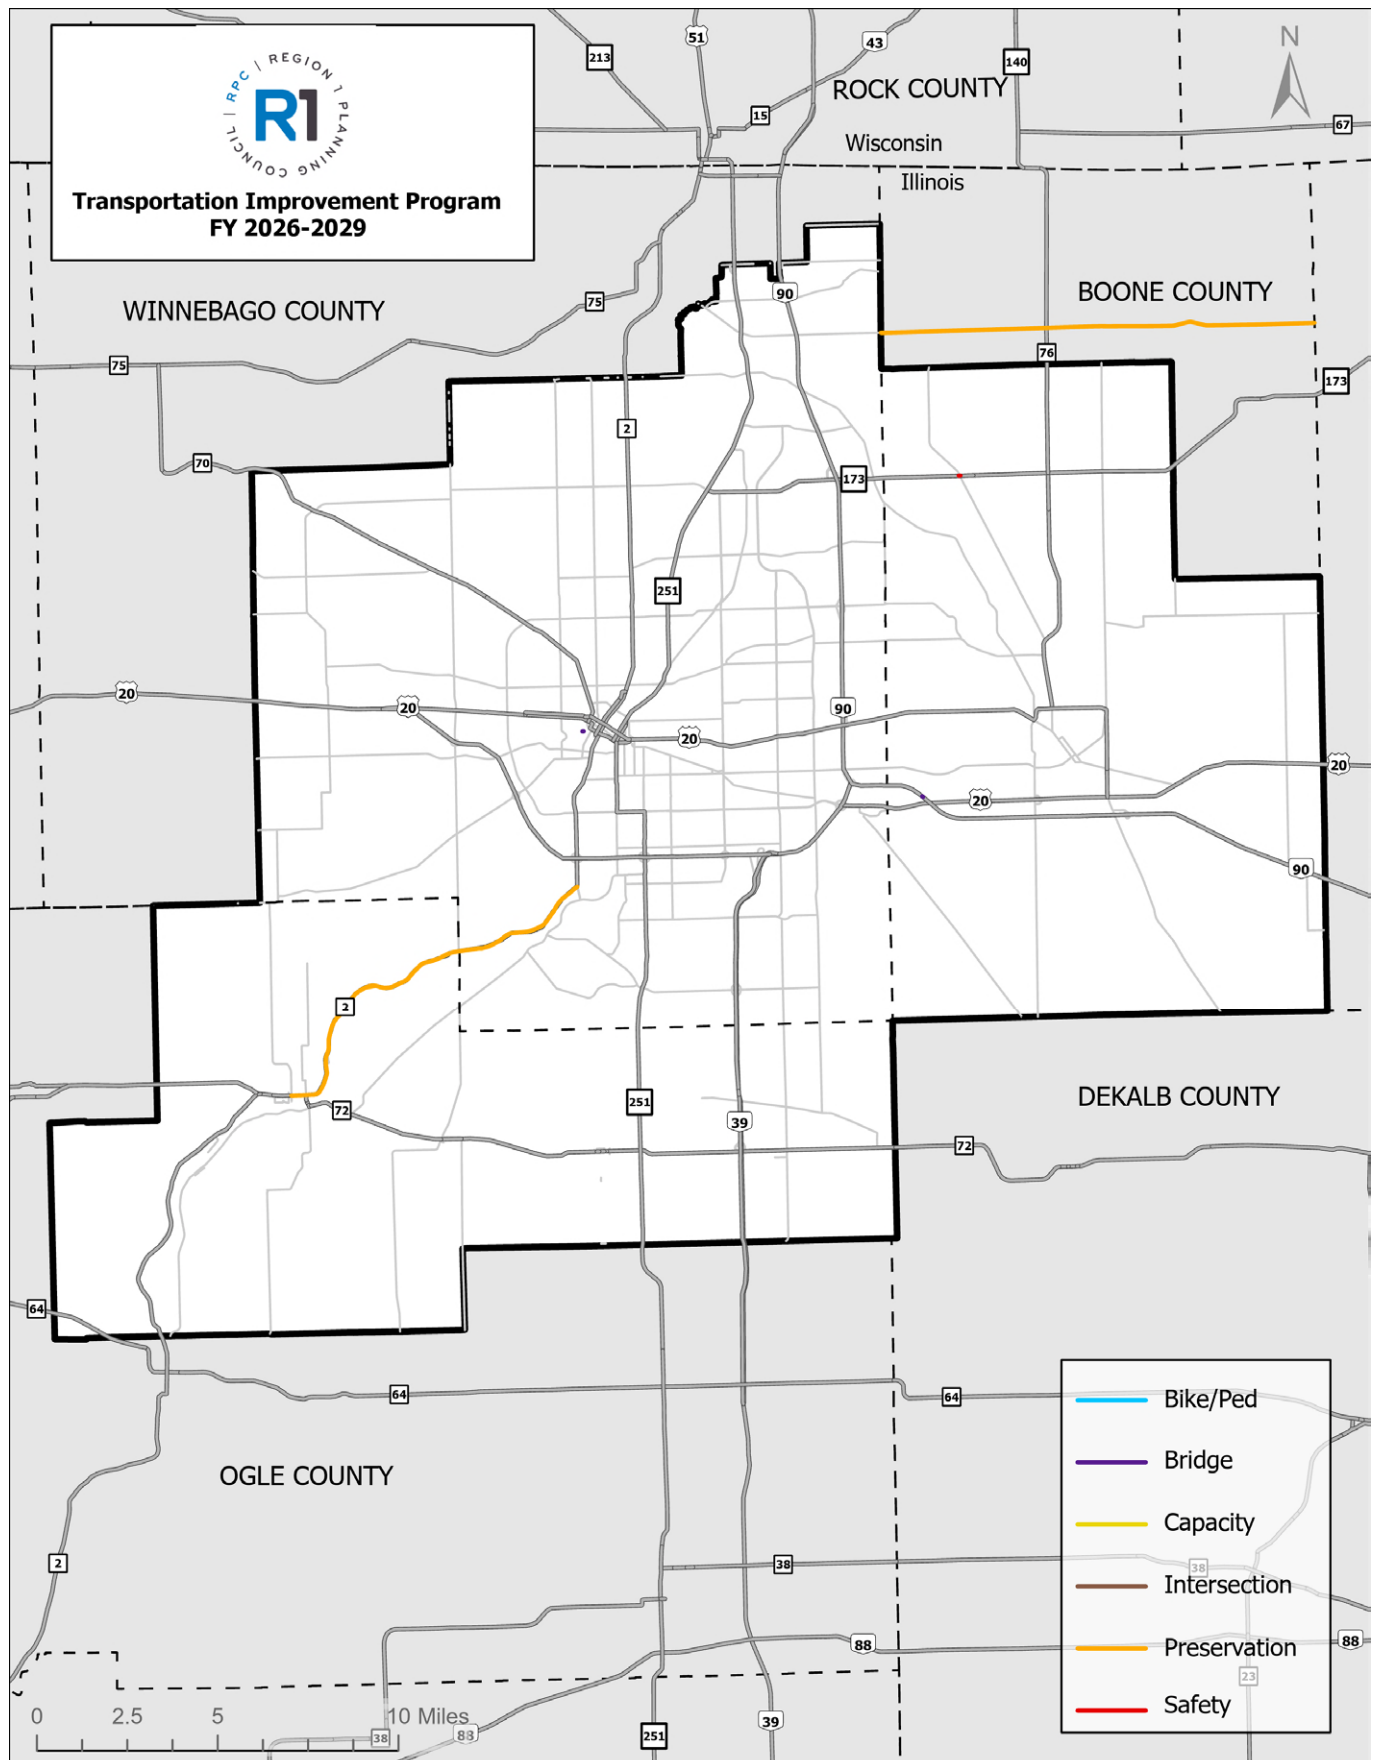 RPC | REGION 1 PLANNING COUNCIL |
R1
Transportation Improvement Program
FY 2026-2029
51
213
43
140
N
ROCK COUNTY
15
67
Wisconsin
Illinois
90
BOONE COUNTY
WINNEBAGO COUNTY
75
76
75
173
2
70
173
251
20
20
90
20
20
20
90
2
251
72
39
DEKALB COUNTY
72
64
64
64
OGLE COUNTY
Bike/Ped
Bridge
Capacity
2
38
38
Intersection
88
88
Preservation
23
Safety
0 2.5 5 10 Miles
38
88
251
39